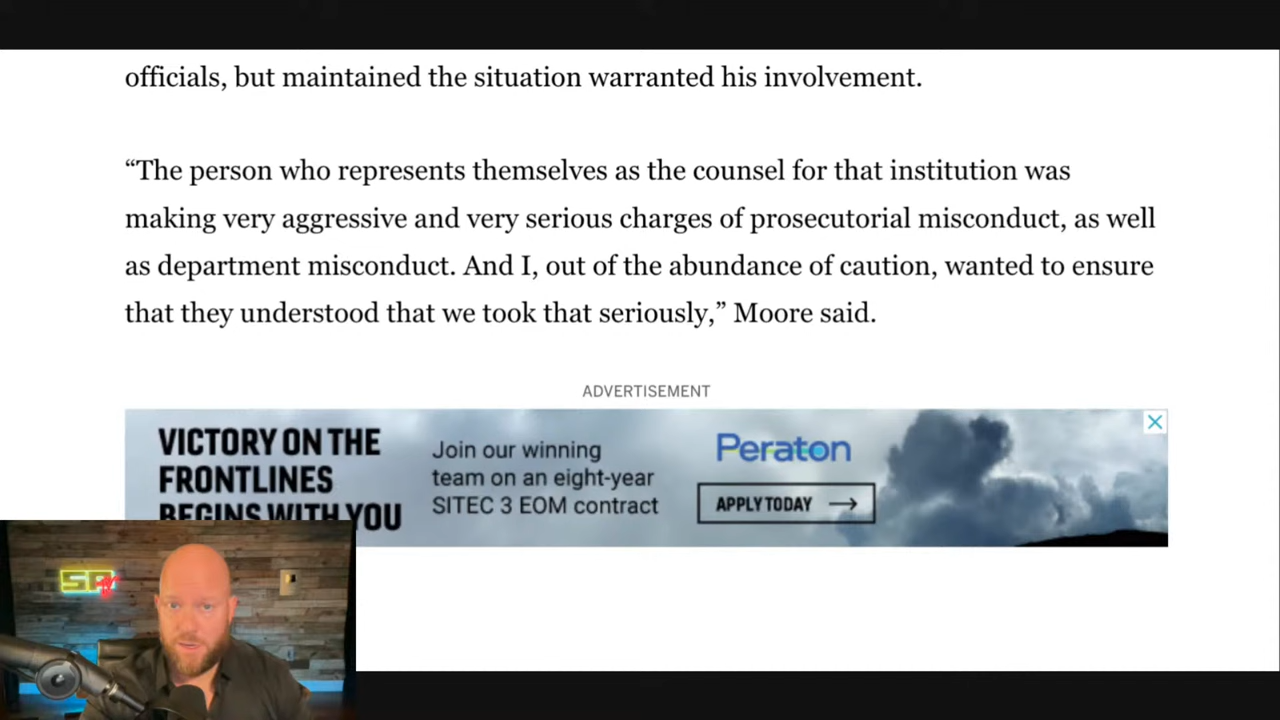 officials, but maintained the situation warranted his involvement.
“The person who represents themselves as the counsel for that institution was
making very aggressive and very serious charges of prosecutorial misconduct, as well
as department misconduct. And I, out of the abundance of caution, wanted to ensure
that they understood that we took that seriously,” Moore said.
ADVERTISEMENT
VICTORY ON THE
FRONTLINES
BEGINS WITH YOU
Join our winning
team on an eight-year
SITEC 3 EOM contract
Peraton
APPLY TODAY